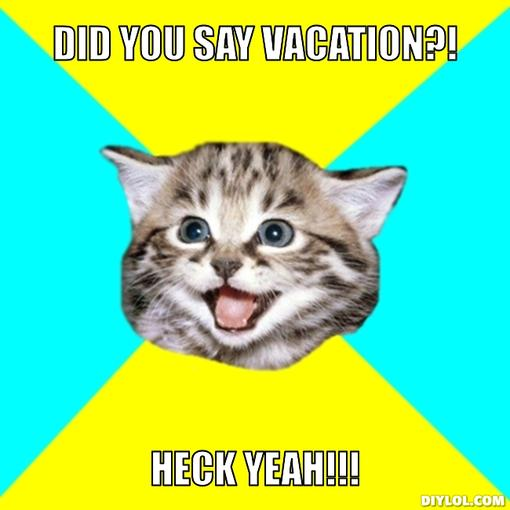 DID YOU SAY VACATION?!
HECK YEAH!!!
DIYLOL.COM